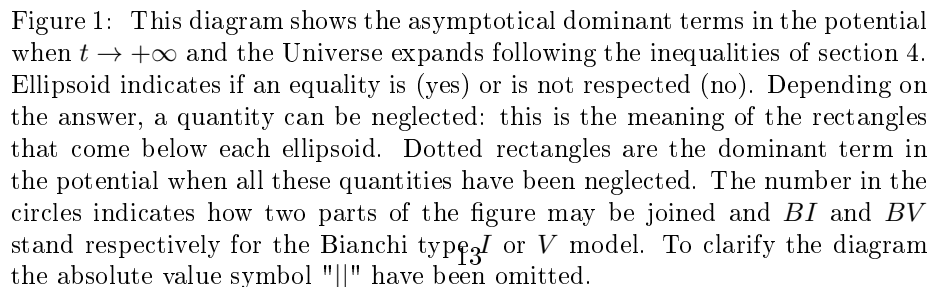 Figure 1: This diagram shows the asymptotical dominant terms in the potential
when t → +∞ and the Universe expands following the inequalities of section 4.
Ellipsoid indicates if an equality is (yes) or is not respected (no). Depending on
the answer, a quantity can be neglected: this is the meaning of the rectangles
that come below each ellipsoid. Dotted rectangles are the dominant term in
the potential when all these quantities have been neglected. The number in the
circles indicates how two parts of the figure may be joined and BI and BV
stand respectively for the Bianchi type I or V model. To clarify the diagram
13
the absolute value symbol "||" have been omitted.